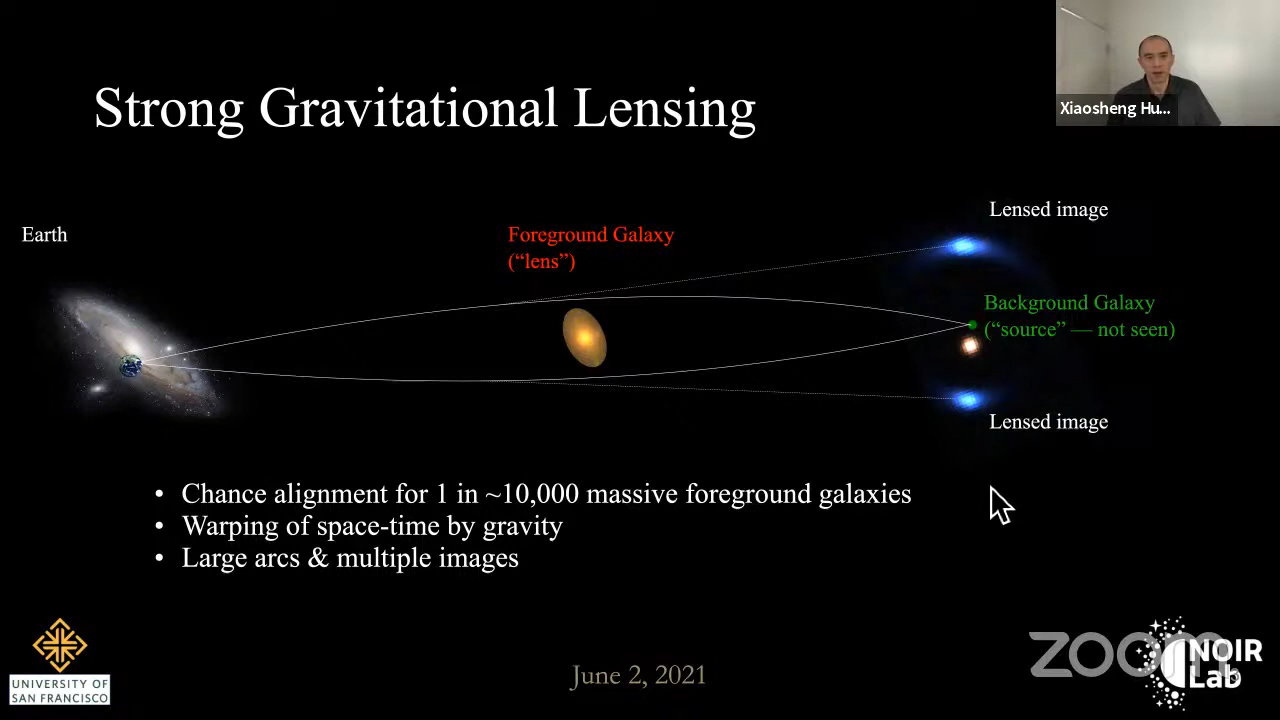 Strong Gravitational Lensing
Xiaosheng Hu...
Lensed image
Earth
Foreground Galaxy
(“lens”)
Background Galaxy
(“source” — not seen)
Lensed image
• Chance alignment for 1 in ~10,000 massive foreground galaxies
• Warping of space-time by gravity
• Large arcs & multiple images
UNIVERSITY OF
SAN FRANCISCO
June 2, 2021
zoom
NOIR
Lab